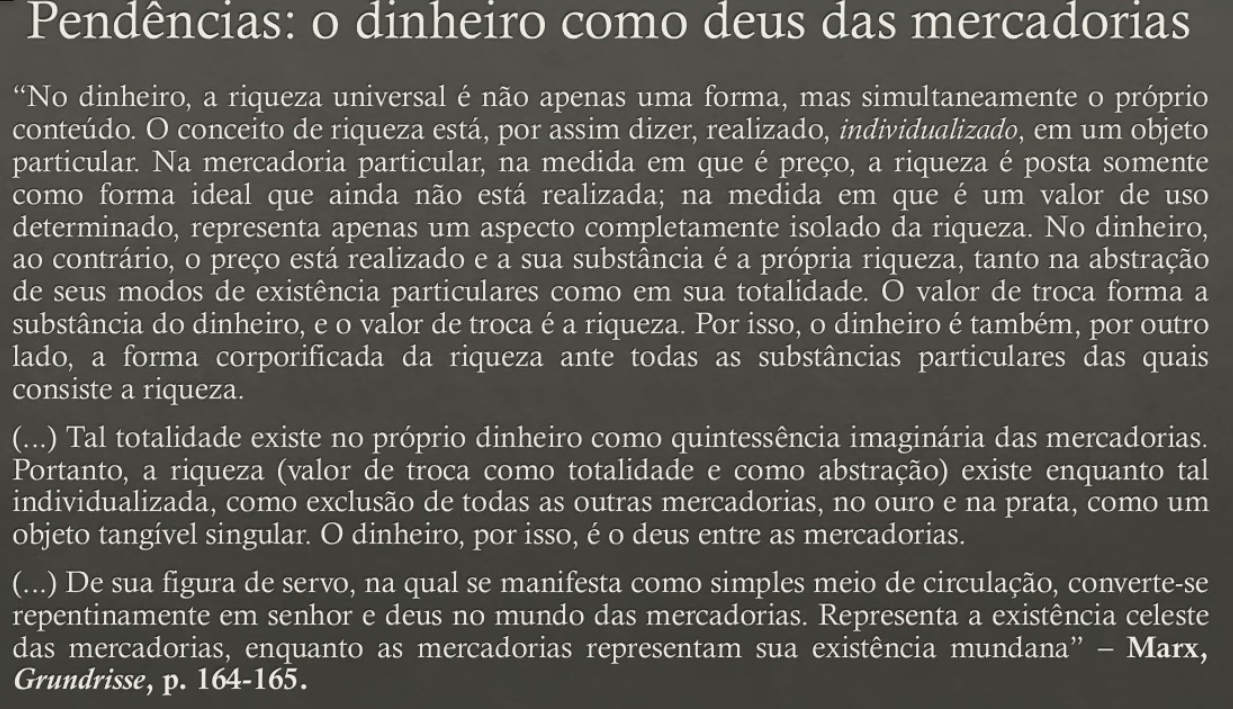 Pendências: o dinheiro como deus das mercadorias
“No dinheiro, a riqueza universal é não apenas uma forma, mas simultaneamente o próprio
conteúdo. O conceito de riqueza está, por assim dizer, realizado, individualizado, em um objeto
particular. Na mercadoria particular, na medida em que é preço, a riqueza é posta somente
como forma ideal que ainda não está realizada; na medida em que é um valor de uso
determinado, representa apenas um aspecto completamente isolado da riqueza. No dinheiro,
ao contrário, o preço está realizado e a sua substância é a própria riqueza, tanto na abstração
de seus modos de existência particulares como em sua totalidade. O valor de troca forma a
substância do dinheiro, e o valor de troca é a riqueza. Por isso, o dinheiro é também, por outro
lado, a forma corporificada da riqueza ante todas as substâncias particulares das quais
consiste a riqueza.
(...) Tal totalidade existe no próprio dinheiro como quintessência imaginária das mercadorias.
Portanto, a riqueza (valor de troca como totalidade e como abstração) existe enquanto tal
individualizada, como exclusão de todas as outras mercadorias, no ouro e na prata, como um
objeto tangível singular. O dinheiro, por isso, é o deus entre as mercadorias.
(...) De sua figura de servo, na qual se manifesta como simples meio de circulação, converte-se
repentinamente em senhor e deus no mundo das mercadorias. Representa a existência celeste
das mercadorias, enquanto as mercadorias representam sua existência mundana” – Marx,
Grundrisse, p. 164-165.